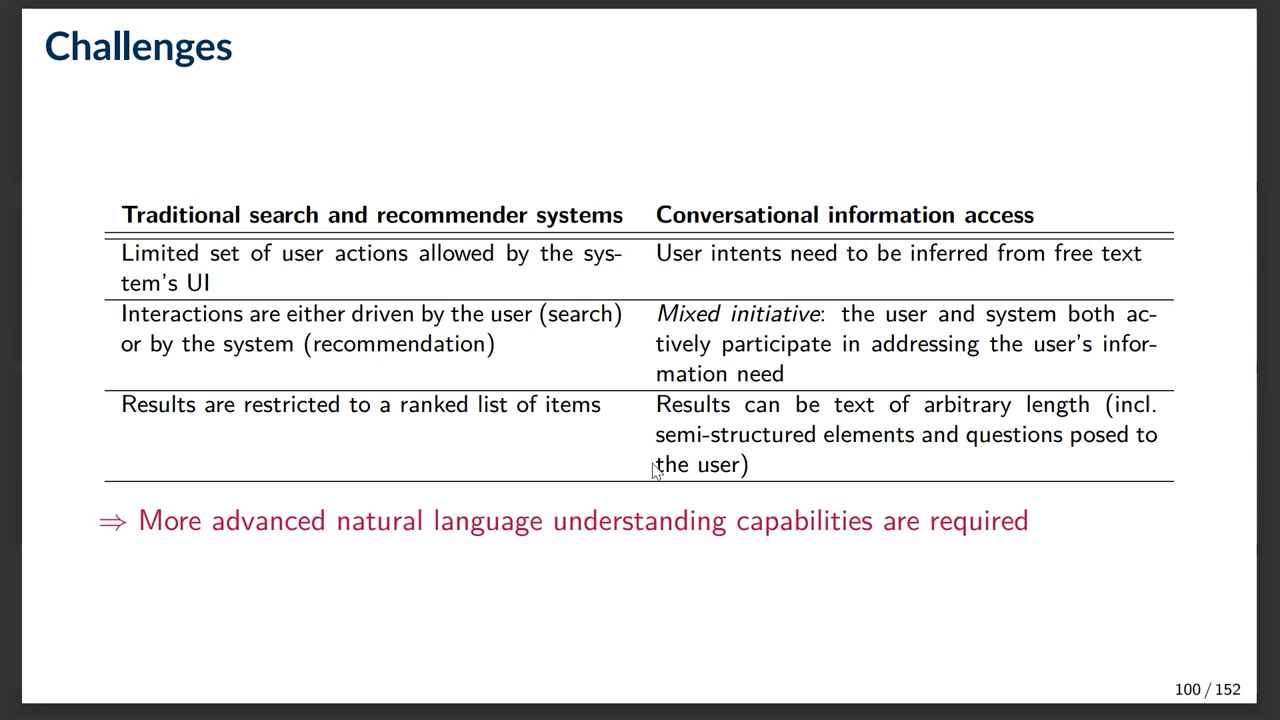 Challenges
Traditional search and recommender systems
Conversational information access
Limited set of user actions allowed by the sys-
tem's UI
User intents need to be inferred from free text
Interactions are either driven by the user (search)
or by the system (recommendation)
Mixed initiative: the user and system both ac-
tively participate in addressing the user's infor-
mation need
Results are restricted to a ranked list of items
Results can be text of arbitrary length (incl.
semi-structured elements and questions posed to
the user)
⇒ More advanced natural language understanding capabilities are required
100 / 152